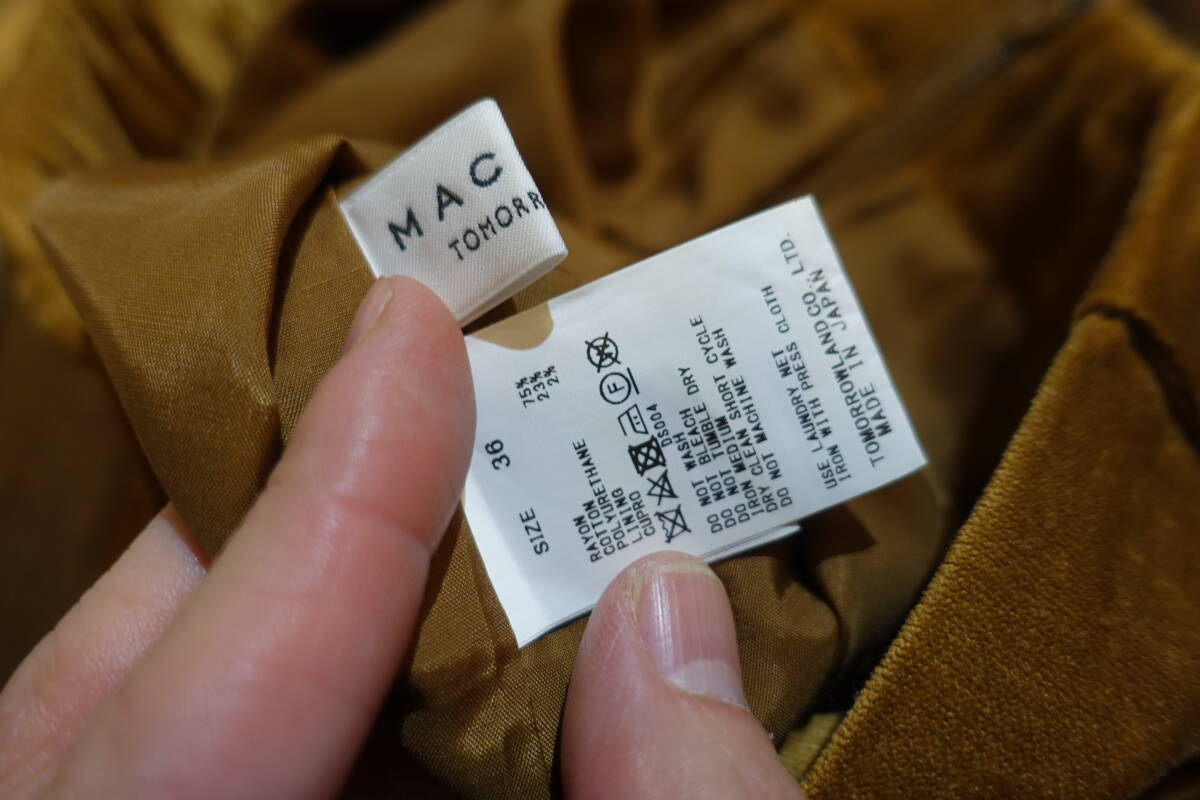 MAC
TOMORR
SIZE 36
RAYON 75%
COTTON 23%
POLYURETHANE 2%
LINING
CUPRO
F
DS004
DO NOT WASH
DO NOT BLEACH
DO NOT TUMBLE DRY
IRON MEDIUM
DRY CLEAN SHORT CYCLE
DO NOT MACHINE WASH
USE LAUNDRY NET
IRON WITH PRESS CLOTH
TOMORROWLAND CO., LTD.
MADE IN JAPAN